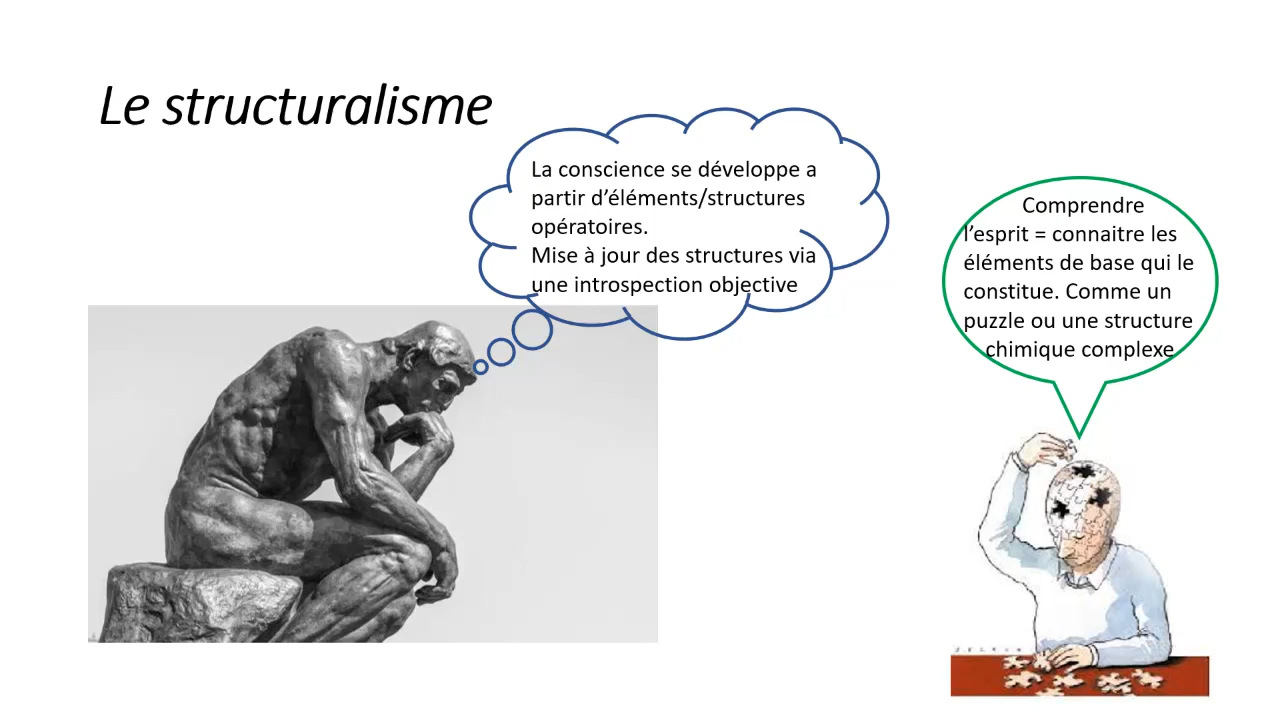 Le structuralisme
La conscience se développe a
partir d'éléments/structures
opératoires.
Mise à jour des structures via
une introspection objective
Comprendre
l'esprit = connaitre les
éléments de base qui le
constitue. Comme un
puzzle ou une structure
chimique complexe